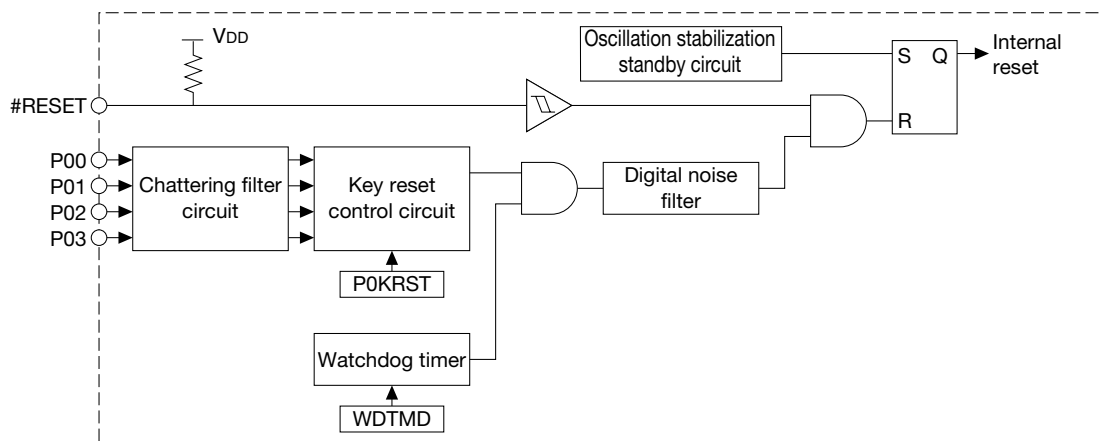 VDD
Oscillation stabilization
standby circuit
S Q
Internal
reset
#RESET
R
P00
P01
P02
P03
Chattering filter
circuit
Key reset
control circuit
Digital noise
filter
P0KRST
Watchdog timer
WDTMD